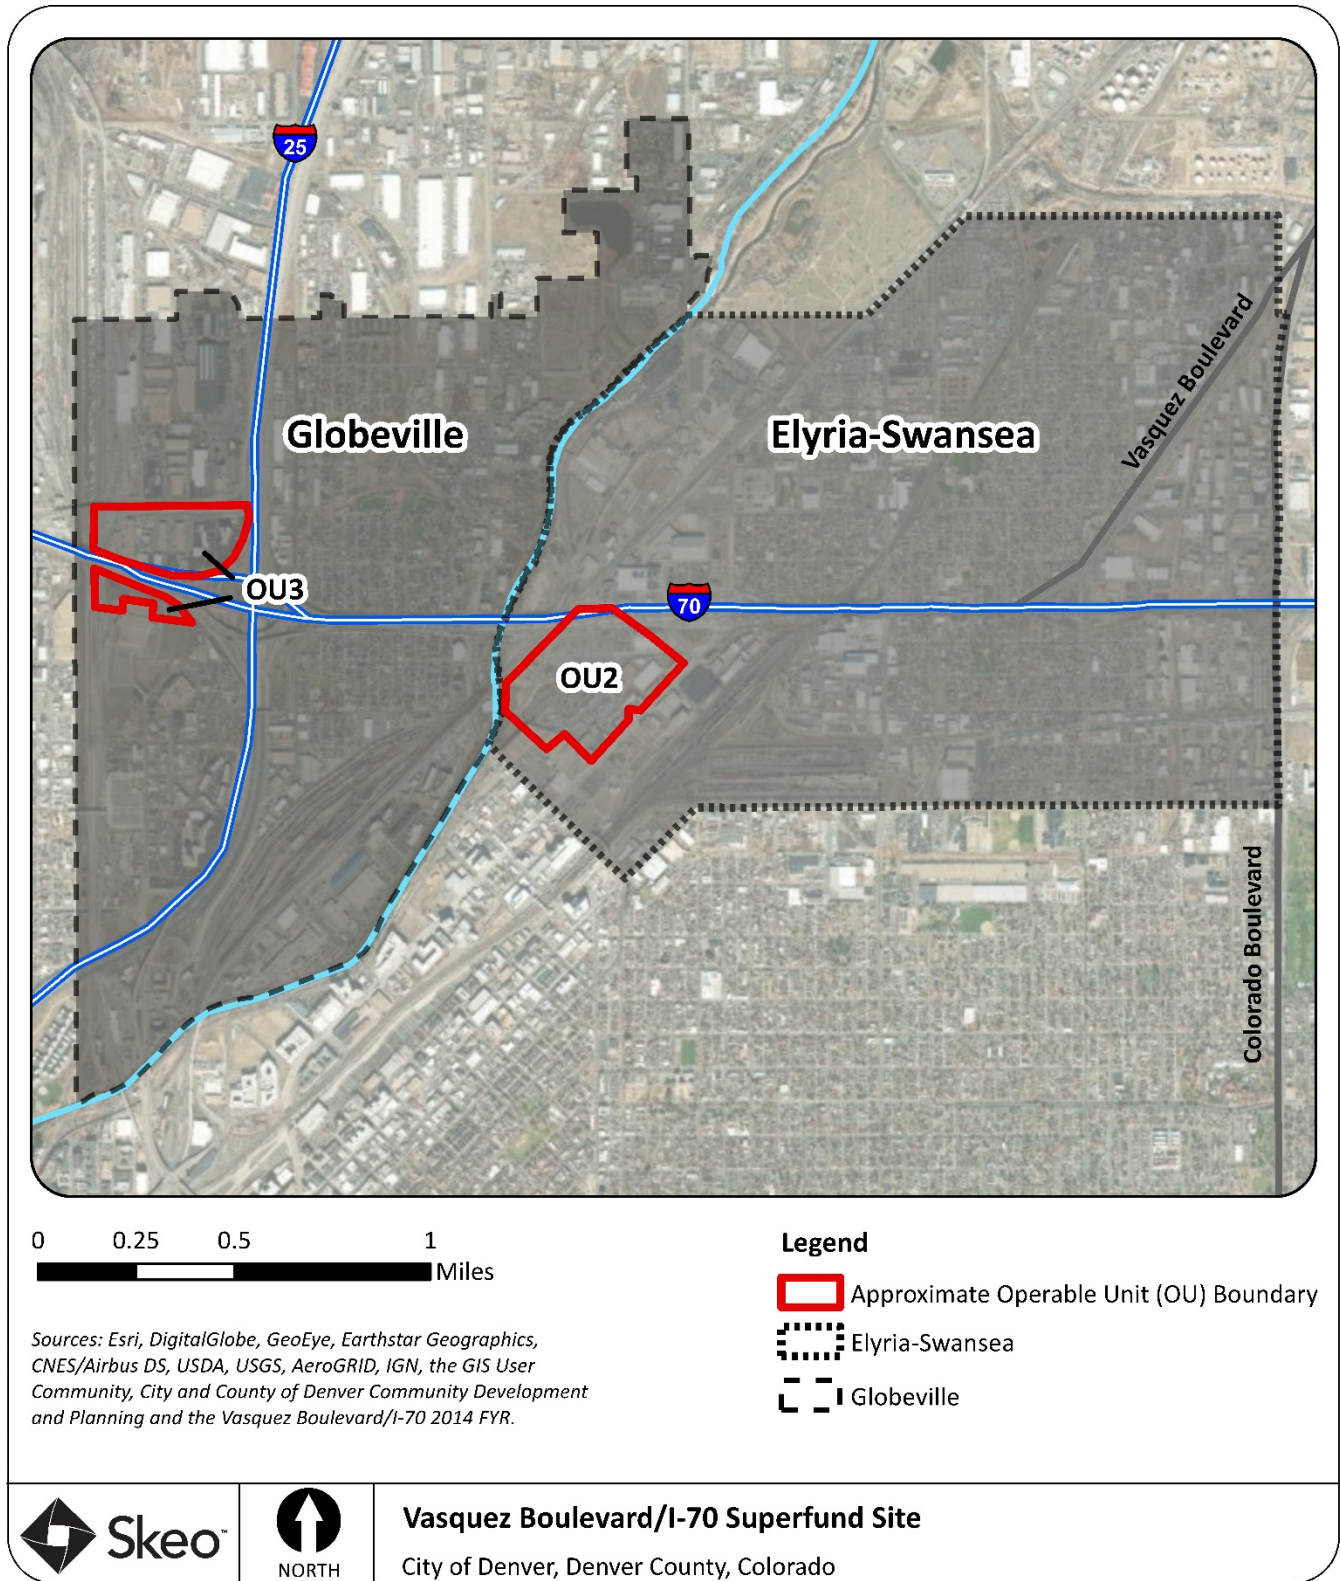 25
Globeville
Elyria-Swansea
Vasquez Boulevard
OU3
70
OU2
Colorado Boulevard
0 0.25 0.5 1
Miles
Sources: Esri, DigitalGlobe, GeoEye, Earthstar Geographics,
CNES/Airbus DS, USDA, USGS, AeroGRID, IGN, the GIS User
Community, City and County of Denver Community Development
and Planning and the Vasquez Boulevard/I-70 2014 FYR.
Legend
Approximate Operable Unit (OU) Boundary
Elyria-Swansea
Globeville
Skeo™
NORTH
Vasquez Boulevard/I-70 Superfund Site
City of Denver, Denver County, Colorado